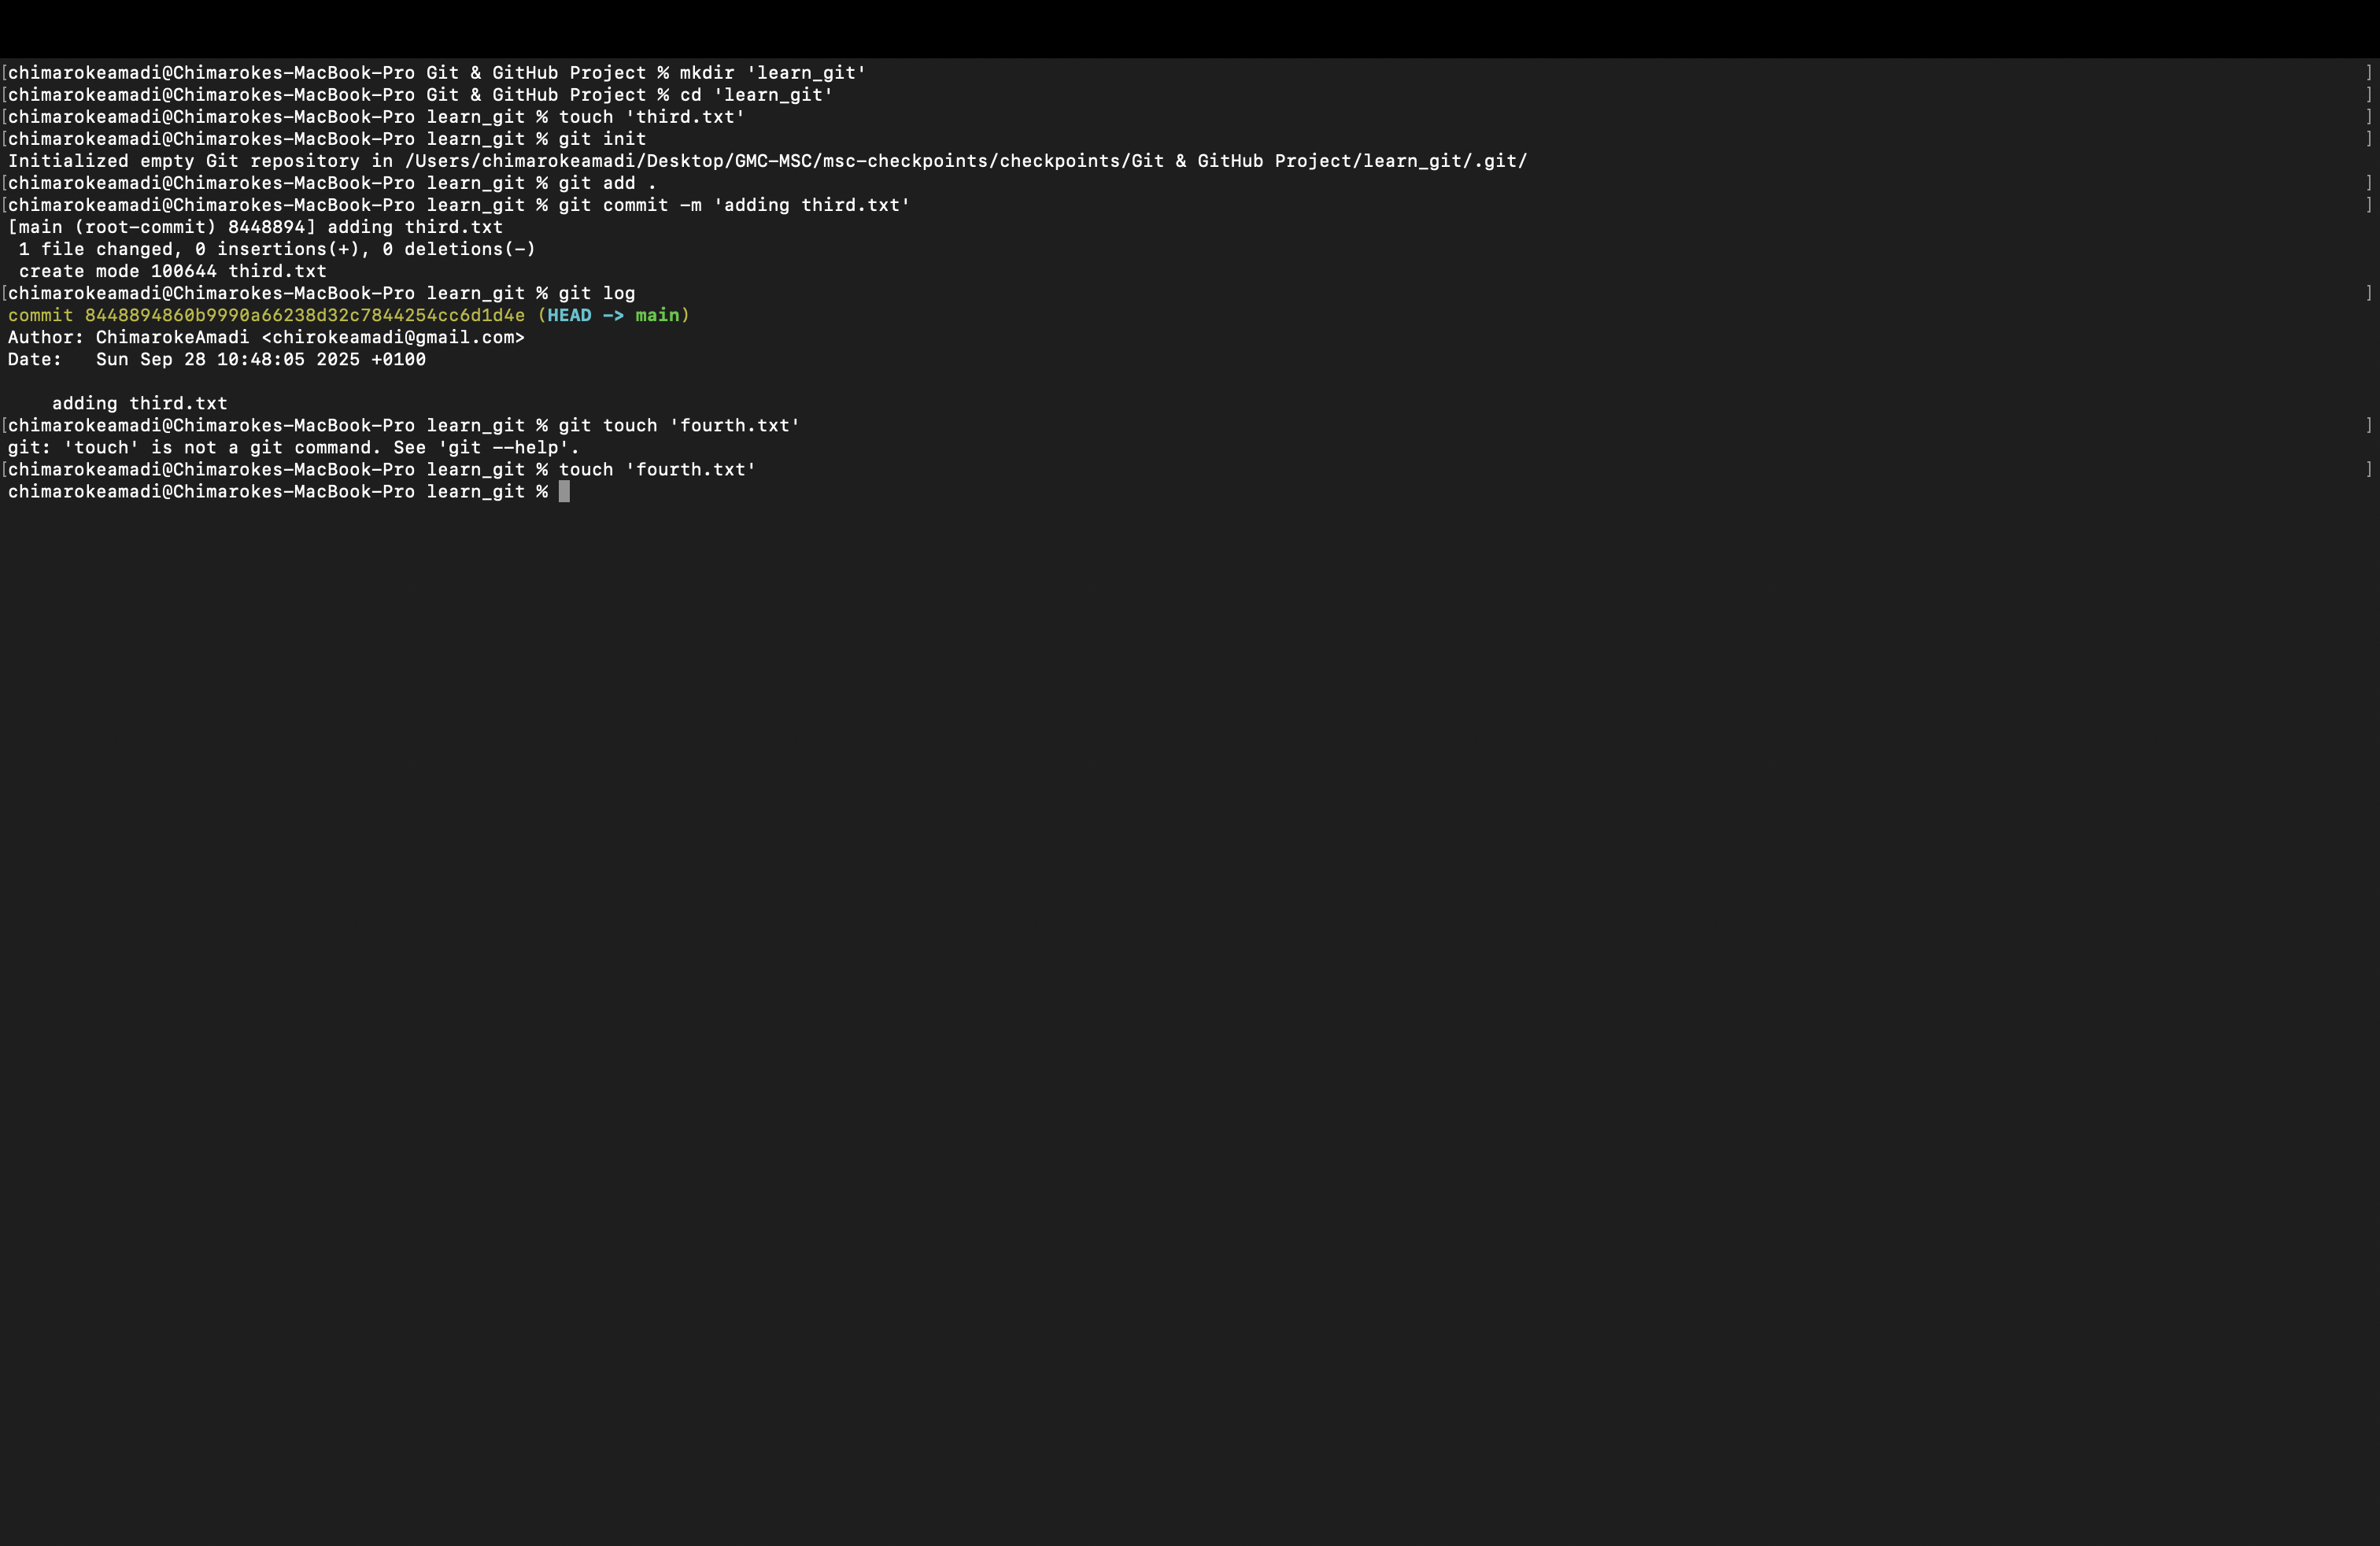 [chimarokeamadi@Chimarokes-MacBook-Pro Git & GitHub Project % mkdir 'learn_git' ]
[chimarokeamadi@Chimarokes-MacBook-Pro Git & GitHub Project % cd 'learn_git' ]
[chimarokeamadi@Chimarokes-MacBook-Pro learn_git % touch 'third.txt' ]
[chimarokeamadi@Chimarokes-MacBook-Pro learn_git % git init ]
Initialized empty Git repository in /Users/chimarokeamadi/Desktop/GMC-MSC/msc-checkpoints/checkpoints/Git & GitHub Project/learn_git/.git/
[chimarokeamadi@Chimarokes-MacBook-Pro learn_git % git add . ]
[chimarokeamadi@Chimarokes-MacBook-Pro learn_git % git commit -m 'adding third.txt' ]
[main (root-commit) 8448894] adding third.txt
 1 file changed, 0 insertions(+), 0 deletions(-)
 create mode 100644 third.txt
[chimarokeamadi@Chimarokes-MacBook-Pro learn_git % git log ]
commit 8448894860b9990a66238d32c7844254cc6d1d4e (HEAD -> main)
Author: ChimarokeAmadi <chirokeamadi@gmail.com>
Date:   Sun Sep 28 10:48:05 2025 +0100
    adding third.txt
[chimarokeamadi@Chimarokes-MacBook-Pro learn_git % git touch 'fourth.txt' ]
git: 'touch' is not a git command. See 'git --help'.
[chimarokeamadi@Chimarokes-MacBook-Pro learn_git % touch 'fourth.txt' ]
chimarokeamadi@Chimarokes-MacBook-Pro learn_git %